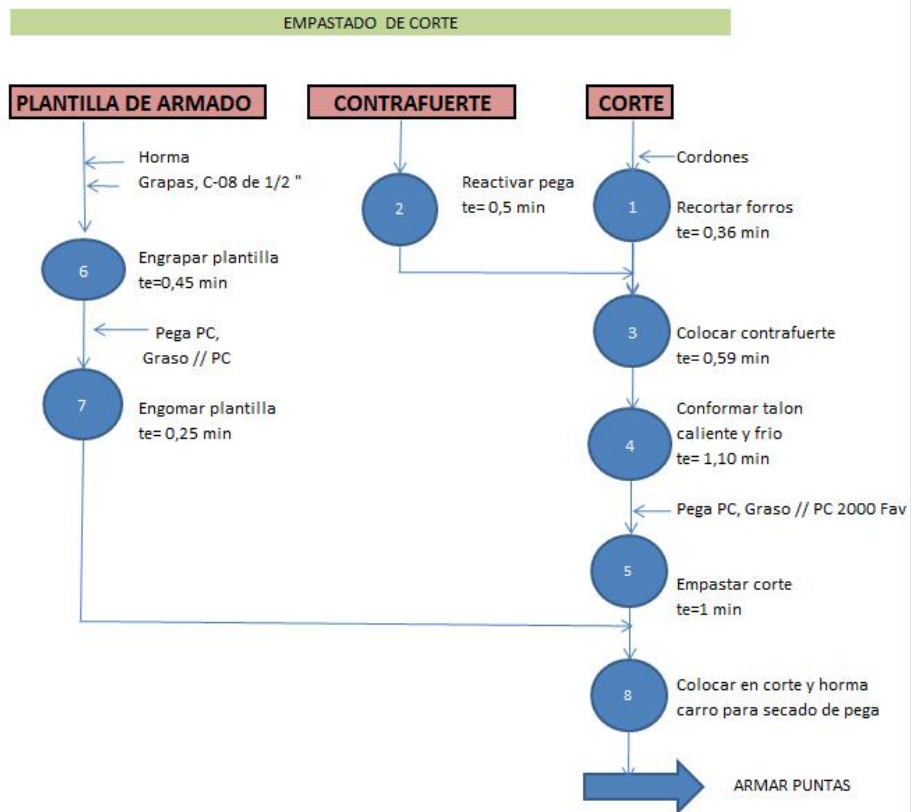 EMPASTADO DE CORTE
PLANTILLA DE ARMADO
CONTRAFUERTE
CORTE
Horma
Grapas, C-08 de 1/2 "
Cordones
2
Reactivar pega
te= 0,5 min
1
Recortar forros
te= 0,36 min
6
Engrapar plantilla
te=0,45 min
3
Colocar contrafuerte
te= 0,59 min
Pega PC,
Graso // PC
7
Engomar plantilla
te= 0,25 min
4
Conformar talon
caliente y frio
te= 1,10 min
Pega PC, Graso // PC 2000 Fav
5
Empastar corte
te=1 min
8
Colocar en corte y horma
carro para secado de pega
ARMAR PUNTAS